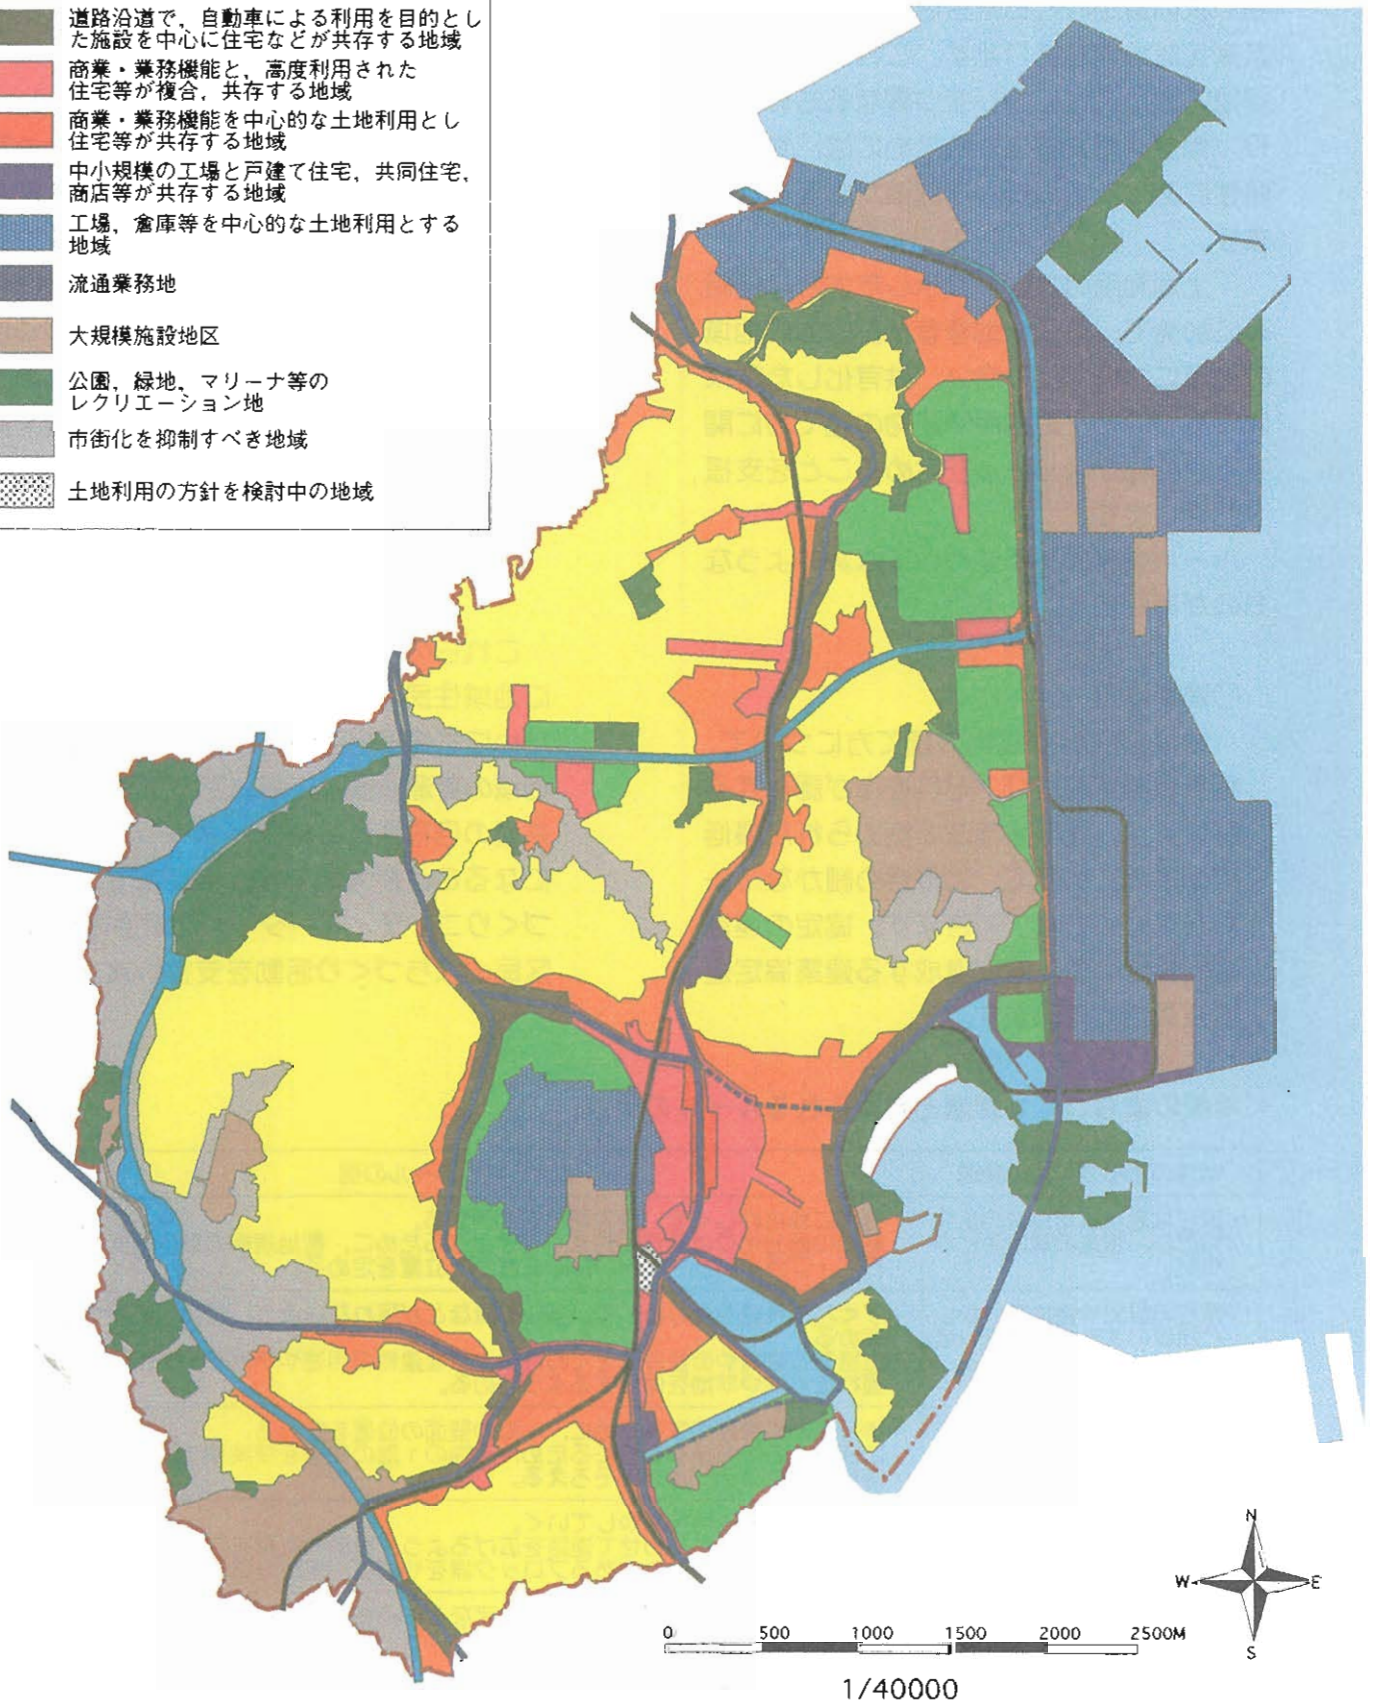 道路沿道で，自動車による利用を目的とし
た施設を中心に住宅などが共存する地域
商業・業務機能と，高度利用された
住宅等が複合，共存する地域
商業・業務機能を中心的な土地利用とし
住宅等が共存する地域
中小規模の工場と戸建て住宅，共同住宅，
商店等が共存する地域
工場，倉庫等を中心的な土地利用とする
地域
流通業務地
大規模施設地区
公園，緑地，マリーナ等の
レクリエーション地
市街化を抑制すべき地域
土地利用の方針を検討中の地域
N
W
E
S
0 500 1000 1500 2000 2500M
1/40000